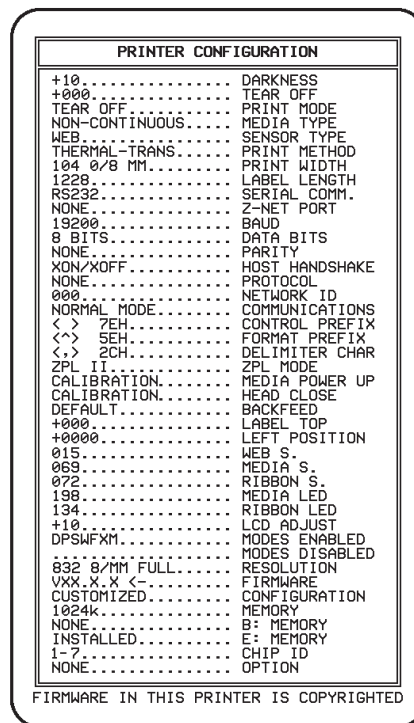 PRINTER CONFIGURATION
+10................ DARKNESS
+000............... TEAR OFF
TEAR OFF........... PRINT MODE
NON-CONTINUOUS..... MEDIA TYPE
WEB................ SENSOR TYPE
THERMAL-TRANS...... PRINT METHOD
104 0/8 MM......... PRINT WIDTH
1228............... LABEL LENGTH
RS232.............. SERIAL COMM.
NONE............... Z-NET PORT
19200.............. BAUD
8 BITS............. DATA BITS
NONE............... PARITY
XON/XOFF........... HOST HANDSHAKE
NONE............... PROTOCOL
000................ NETWORK ID
NORMAL MODE........ COMMUNICATIONS
< >  7EH........... CONTROL PREFIX
<^>  5EH........... FORMAT PREFIX
<,>  2CH........... DELIMITER CHAR
ZPL II............. ZPL MODE
CALIBRATION........ MEDIA POWER UP
CALIBRATION........ HEAD CLOSE
DEFAULT............ BACKFEED
+000............... LABEL TOP
+0000.............. LEFT POSITION
015................ WEB S.
069................ MEDIA S.
072................ RIBBON S.
198................ MEDIA LED
134................ RIBBON LED
+10................ LCD ADJUST
DPSWFXM............ MODES ENABLED
................... MODES DISABLED
832 8/MM FULL...... RESOLUTION
VXX.X.X <-......... FIRMWARE
CUSTOMIZED......... CONFIGURATION
1024k.............. MEMORY
NONE............... B: MEMORY
INSTALLED.......... E: MEMORY
1-7................ CHIP ID
NONE............... OPTION
FIRMWARE IN THIS PRINTER IS COPYRIGHTED